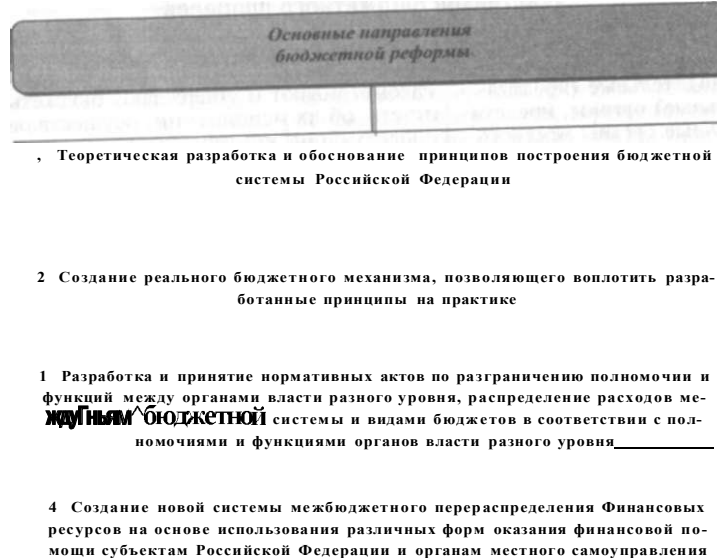 Основные направления
бюджетной реформы
, Теоретическая разработка и обоснование принципов построения бюджетной
системы Российской Федерации
2 Создание реального бюджетного механизма, позволяющего воплотить разра-
ботанные принципы на практике
1 Разработка и принятие нормативных актов по разграничению полномочии и
функций между органами власти разного уровня, распределение расходов ме-
^бюджетной системы и видами бюджетов в соответствии с пол-
номочиями и функциями органов власти разного уровня
4 Создание новой системы межбюджетного перераспределения Финансовых
ресурсов на основе использования различных форм оказания финансовой по-
мощи субъектам Российской Федерации и органам местного самоуправления